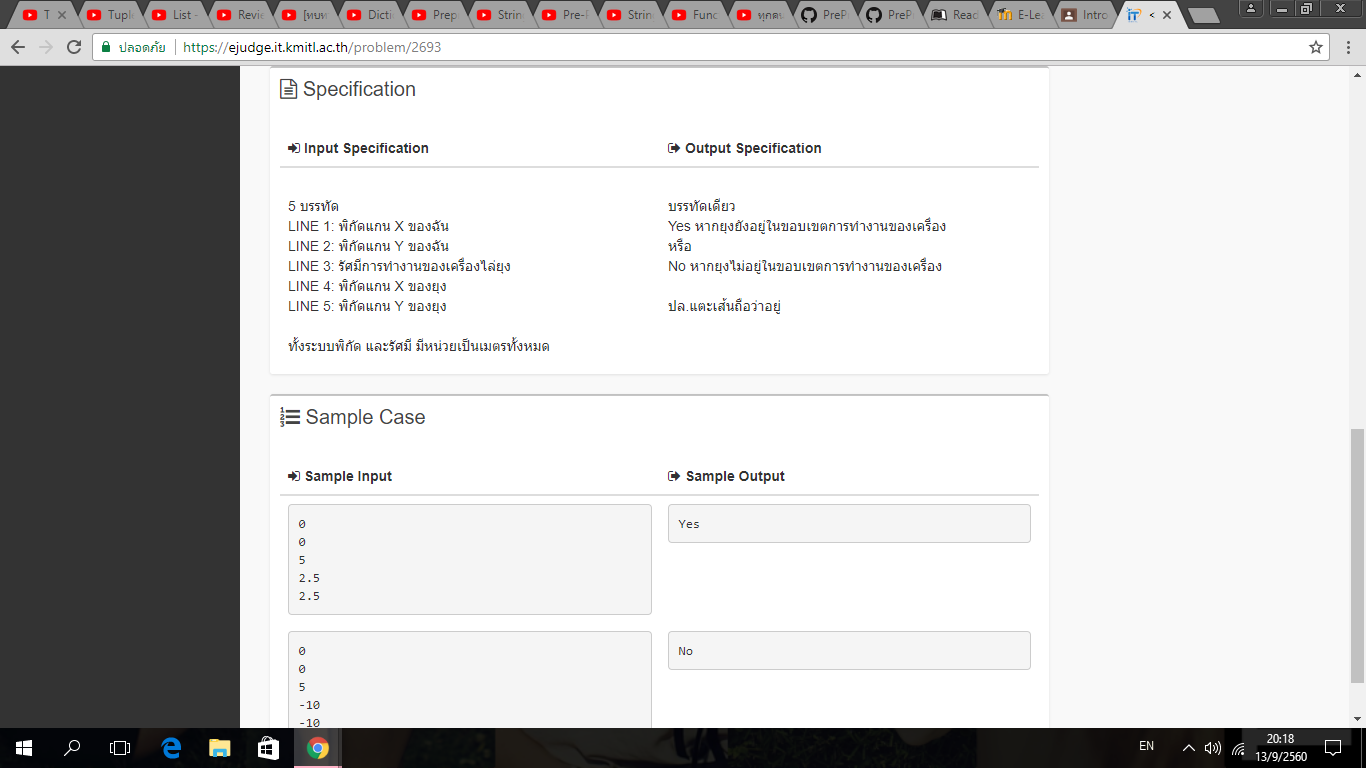 T
Tuple
List -
Revie
[ทบท
Dictio
Prep
String
Pre-P
String
Func
ทุกคน
PrePr
PrePr
Read
E-Lea
Intro
<
ปลอดภัย https://ejudge.it.kmitl.ac.th/problem/2693
Specification
Input Specification
Output Specification
5 บรรทัด
LINE 1: พิกัดแกน X ของฉัน
LINE 2: พิกัดแกน Y ของฉัน
LINE 3: รัศมีการทำงานของเครื่องไล่ยุง
LINE 4: พิกัดแกน X ของยุง
LINE 5: พิกัดแกน Y ของยุง
ทั้งระบบพิกัด และรัศมี มีหน่วยเป็นเมตรทั้งหมด
บรรทัดเดียว
Yes หากยุงยังอยู่ในขอบเขตการทำงานของเครื่อง
หรือ
No หากยุงไม่อยู่ในขอบเขตการทำงานของเครื่อง
ปล.แตะเส้นถือว่าอยู่
Sample Case
Sample Input
Sample Output
0
0
5
2.5
2.5
Yes
0
0
5
-10
-10
No
EN
20:18
13/9/2560